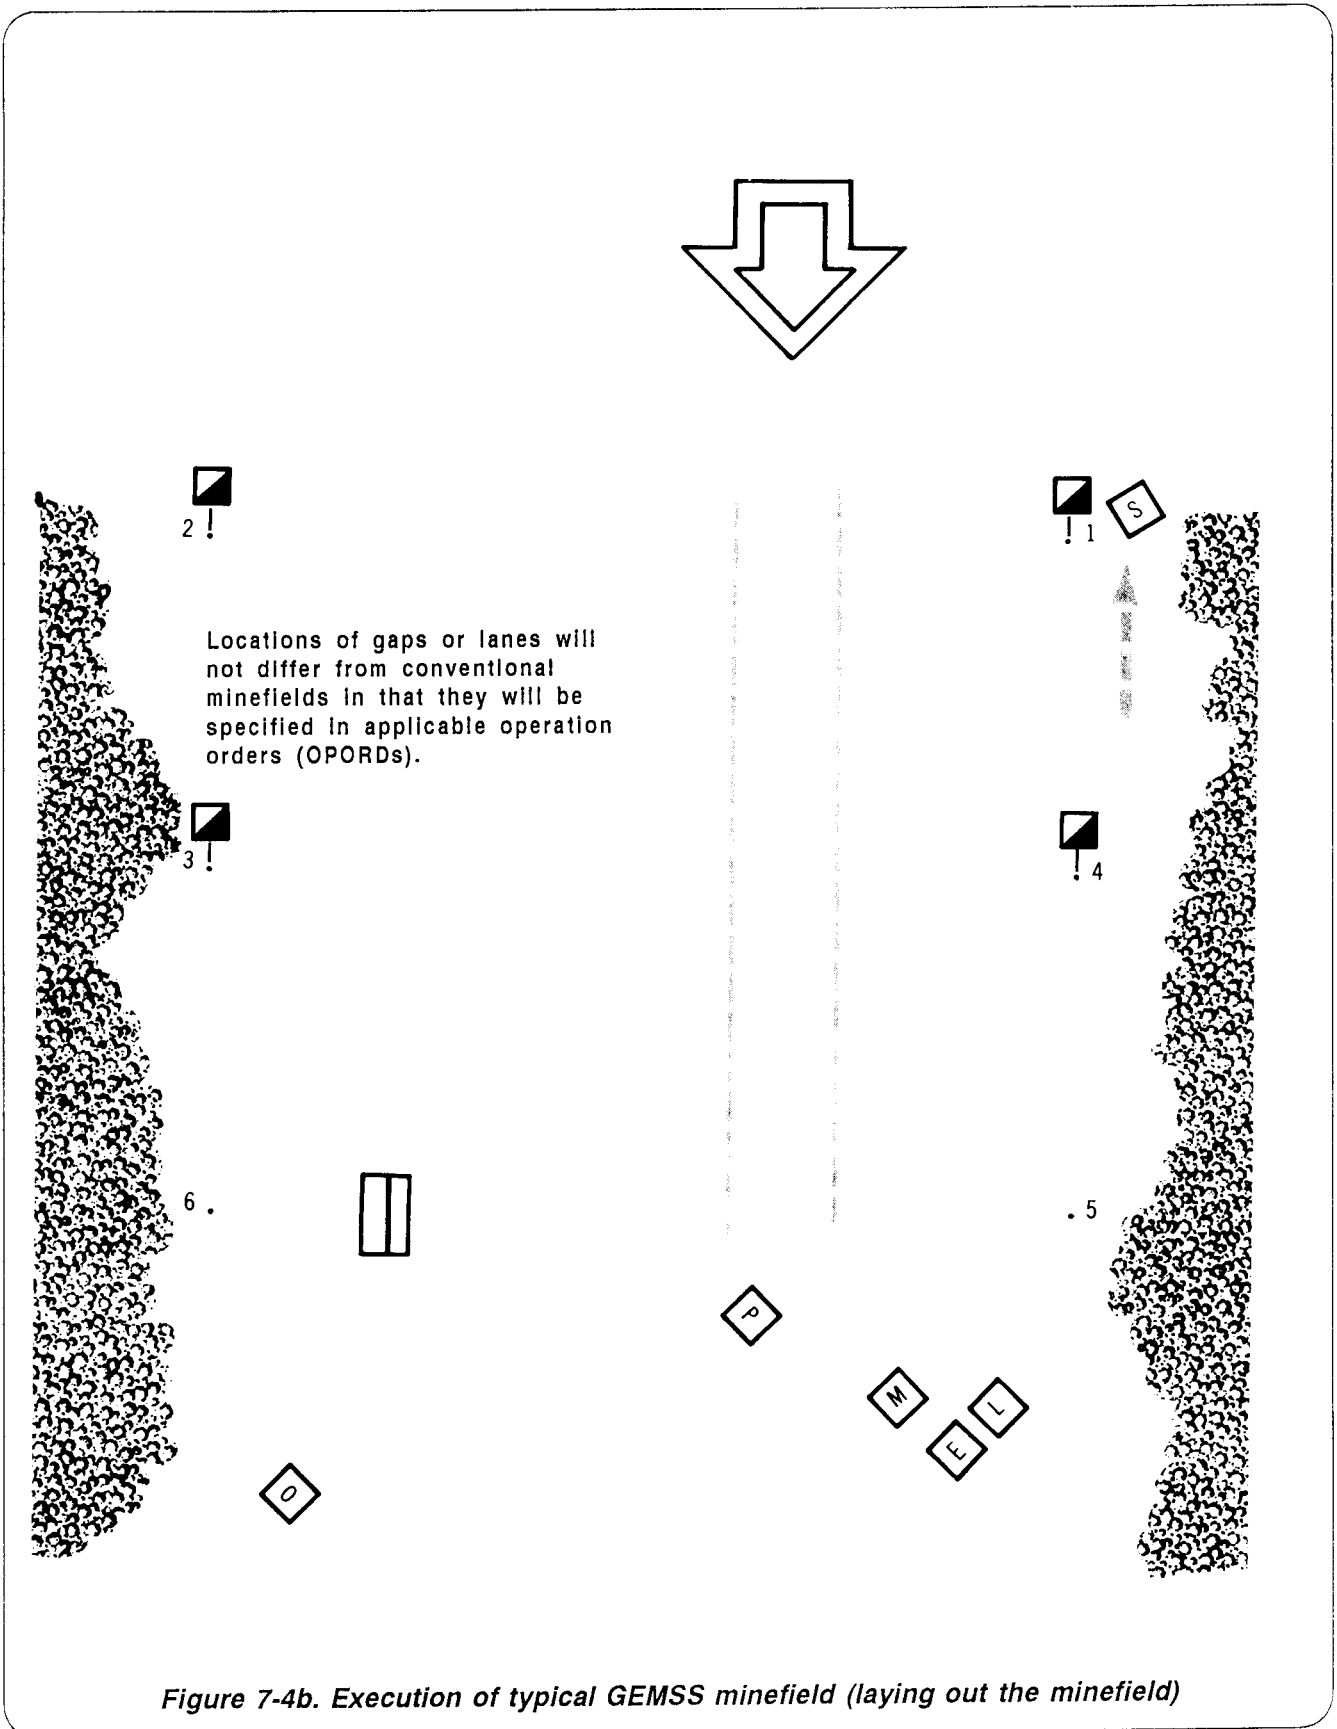 2
1
S
Locations of gaps or lanes will
not differ from conventional
minefields in that they will be
specified in applicable operation
orders (OPORDs).
3
4
6
5
P
M
L
E
O
Figure 7-4b. Execution of typical GEMSS minefield (laying out the minefield)